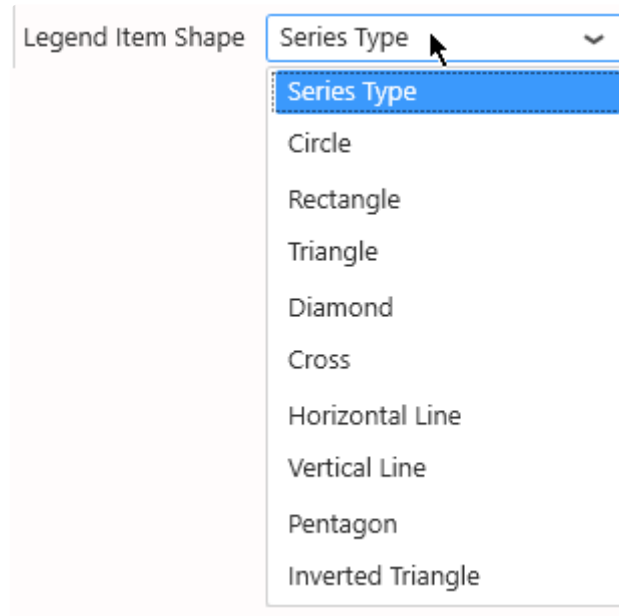 Legend Item Shape Series Type
Series Type
Circle
Rectangle
Triangle
Diamond
Cross
Horizontal Line
Vertical Line
Pentagon
Inverted Triangle